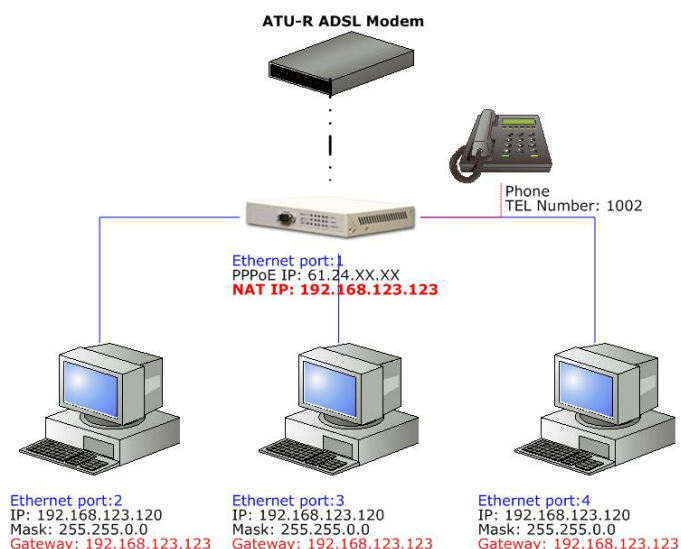 ATU-R ADSL Modem
Phone
TEL Number: 1002
Ethernet port:1
PPPoE IP: 61.24.XX.XX
NAT IP: 192.168.123.123
Ethernet port:2
IP: 192.168.123.120
Mask: 255.255.0.0
Gateway: 192.168.123.123
Ethernet port:3
IP: 192.168.123.120
Mask: 255.255.0.0
Gateway: 192.168.123.123
Ethernet port:4
IP: 192.168.123.120
Mask: 255.255.0.0
Gateway: 192.168.123.123